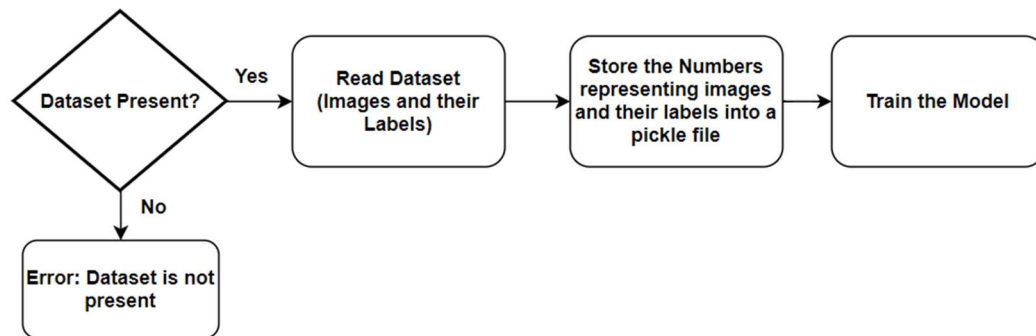 Dataset Present?
Yes
Read Dataset
(Images and their
Labels)
Store the Numbers
representing images
and their labels into a
pickle file
Train the Model
No
Error: Dataset is not
present